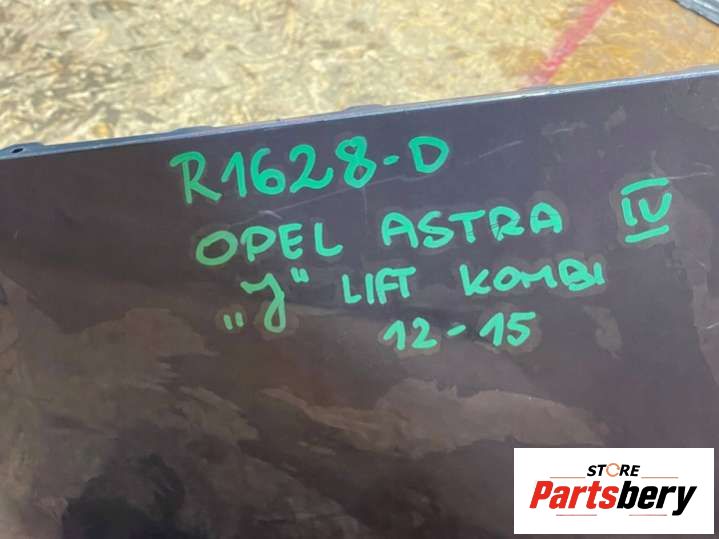 R1628-D
OPEL ASTRA IV
„J" LIFT KOMBI
12-15
STORE
Partsbery